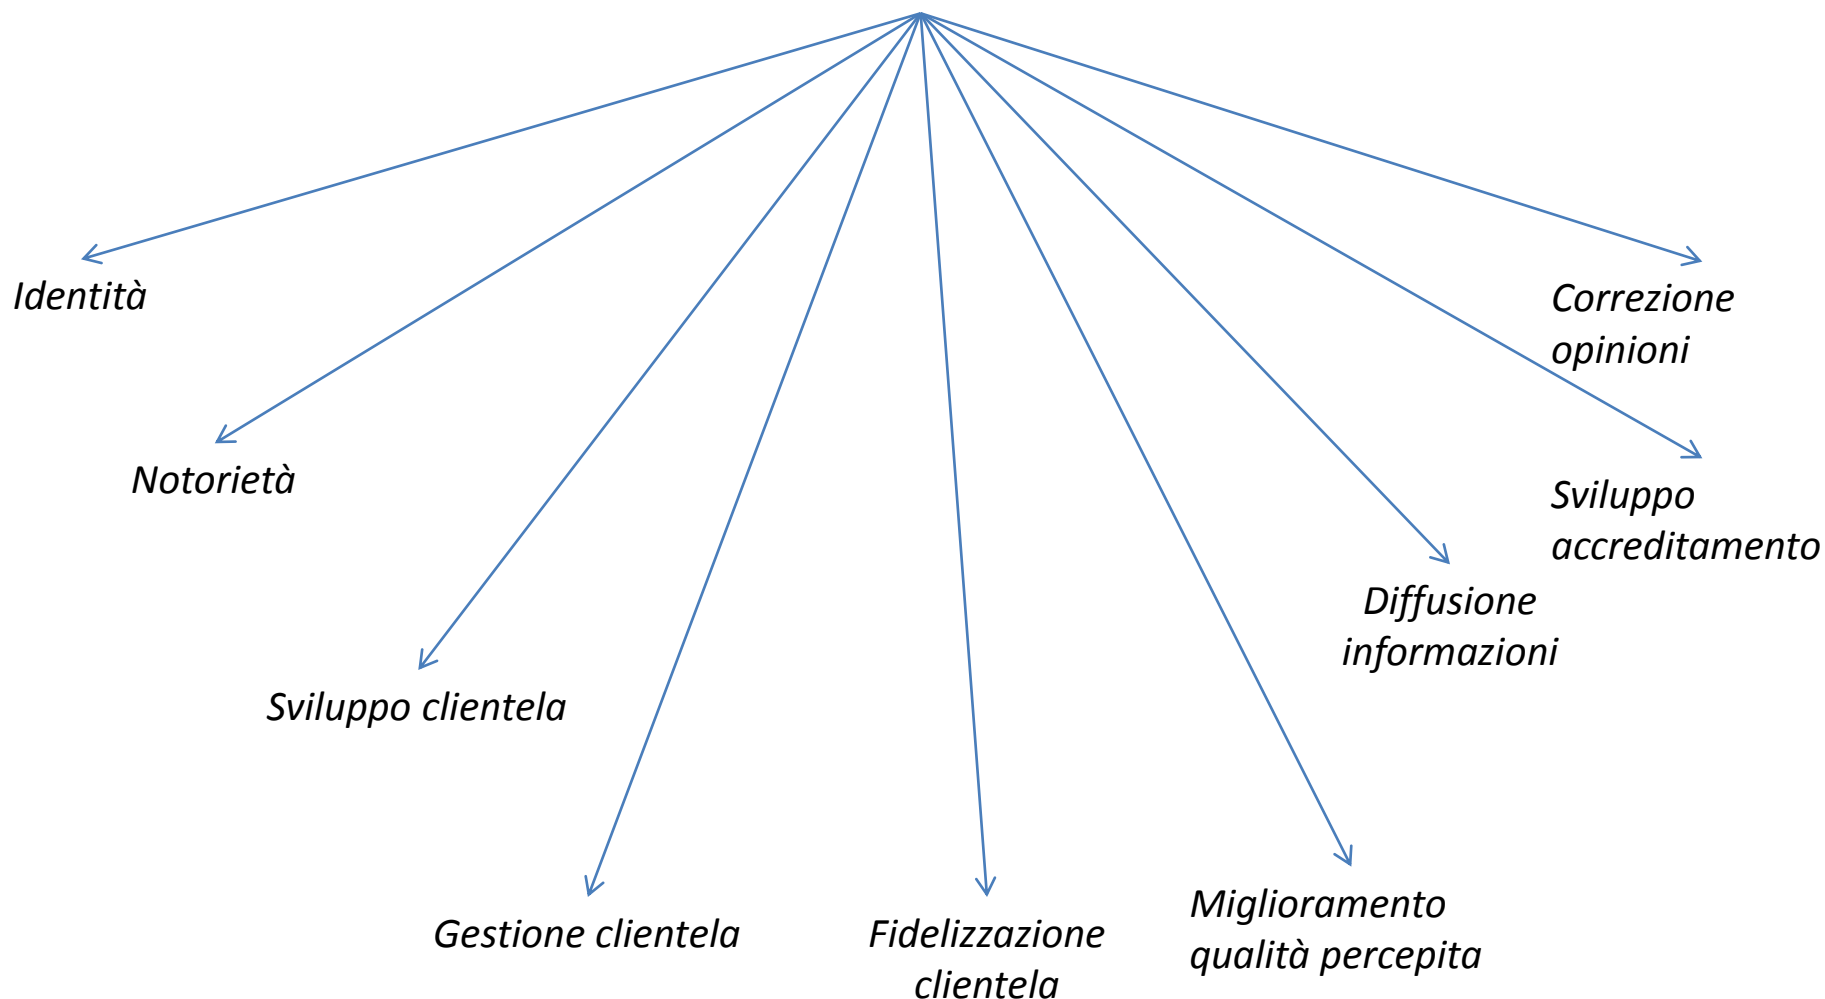 Identità
Correzione
opinioni
Notorietà
Sviluppo
accreditamento
Diffusione
informazioni
Sviluppo clientela
Miglioramento
qualità percepita
Gestione clientela
Fidelizzazione
clientela